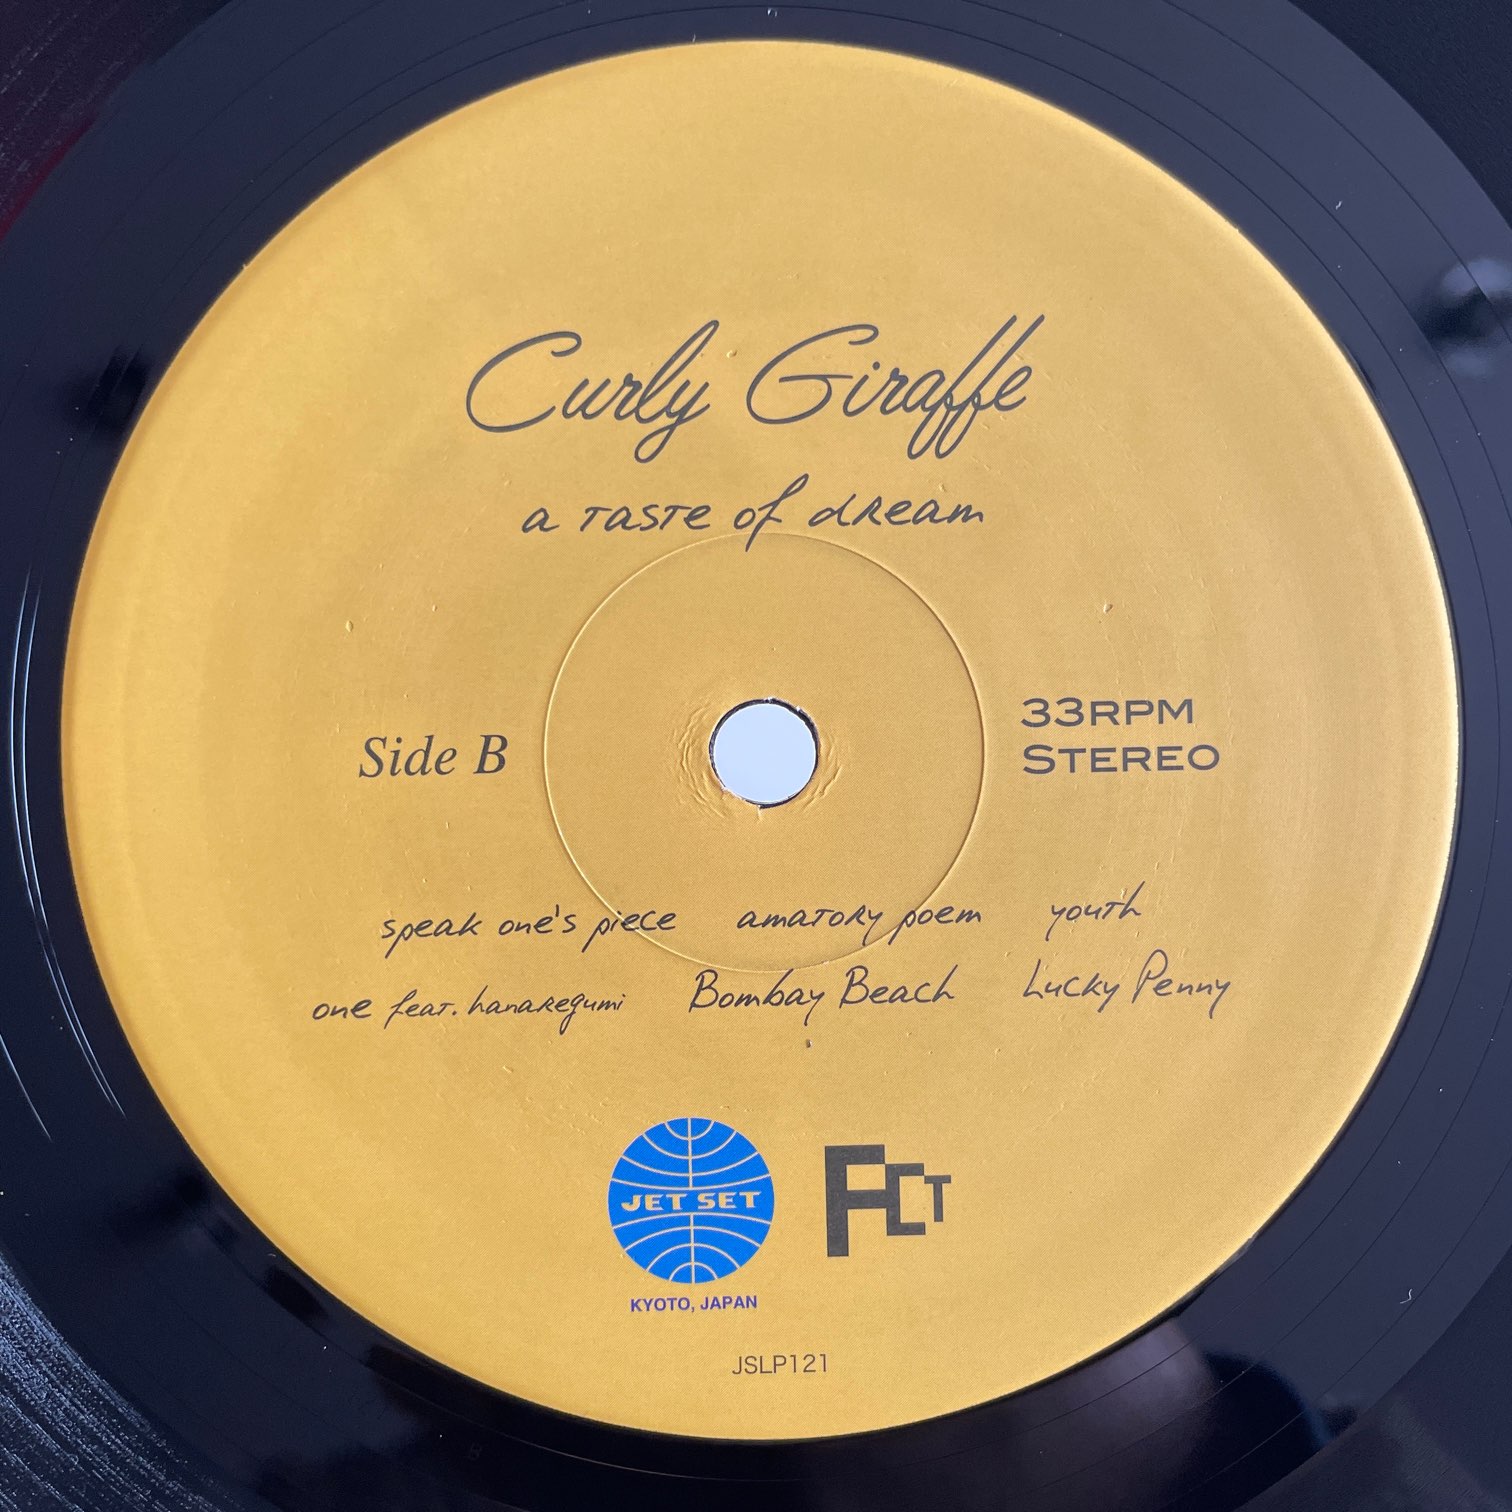 Curly Giraffe
a taste of dream
Side B
33RPM
STEREO
speak one's piece amatory poem youth
one feat. hanaregumi Bombay Beach Lucky Penny
JET SET
FCT
KYOTO, JAPAN
JSLP121